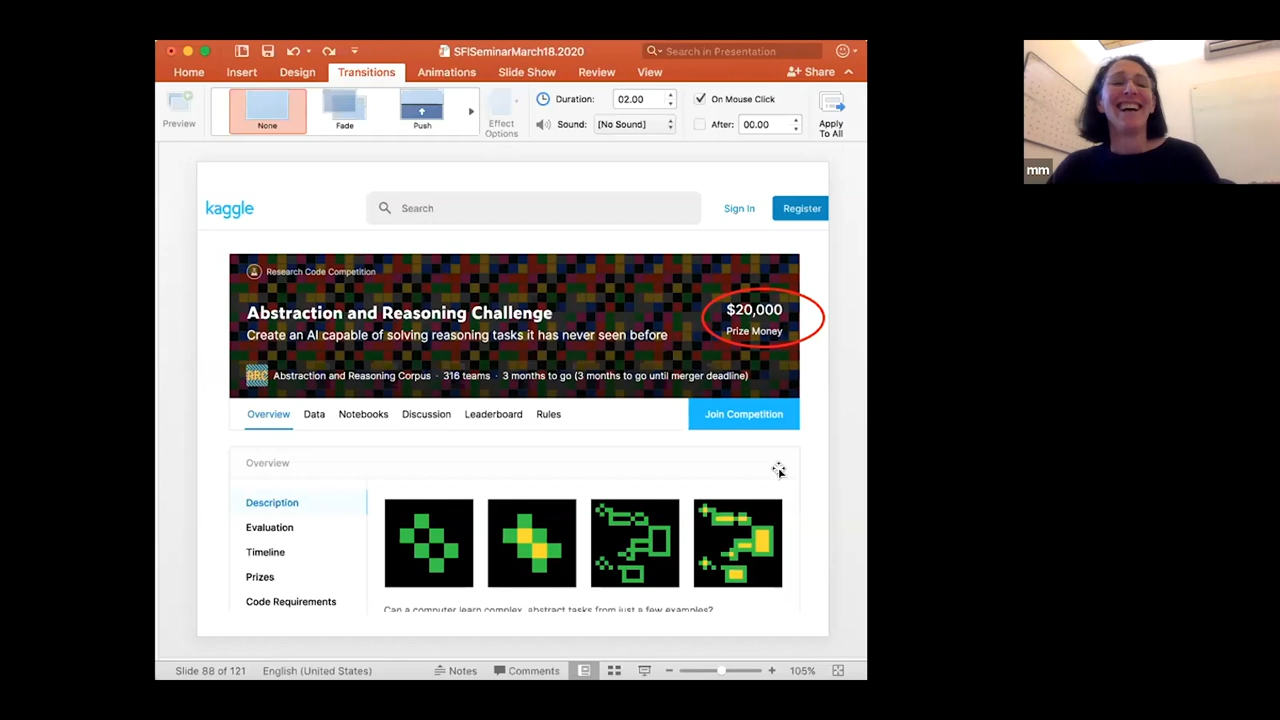 SFISeminarMarch18.2020
Search in Presentation
Home Insert Design Transitions Animations Slide Show Review View Share
Preview
None
Fade
Push
Effect Options
Duration: 02.00
Sound: [No Sound]
On Mouse Click
After: 00.00
Apply To All
mm
kaggle
Search
Sign In
Register
Research Code Competition
Abstraction and Reasoning Challenge
Create an AI capable of solving reasoning tasks it has never seen before
$20,000
Prize Money
ARC
Abstraction and Reasoning Corpus · 316 teams · 3 months to go (3 months to go until merger deadline)
Overview Data Notebooks Discussion Leaderboard Rules
Join Competition
Overview
Description
Evaluation
Timeline
Prizes
Code Requirements
Can a computer learn complex, abstract tasks from just a few examples?
Slide 88 of 121 English (United States) Notes Comments 105%